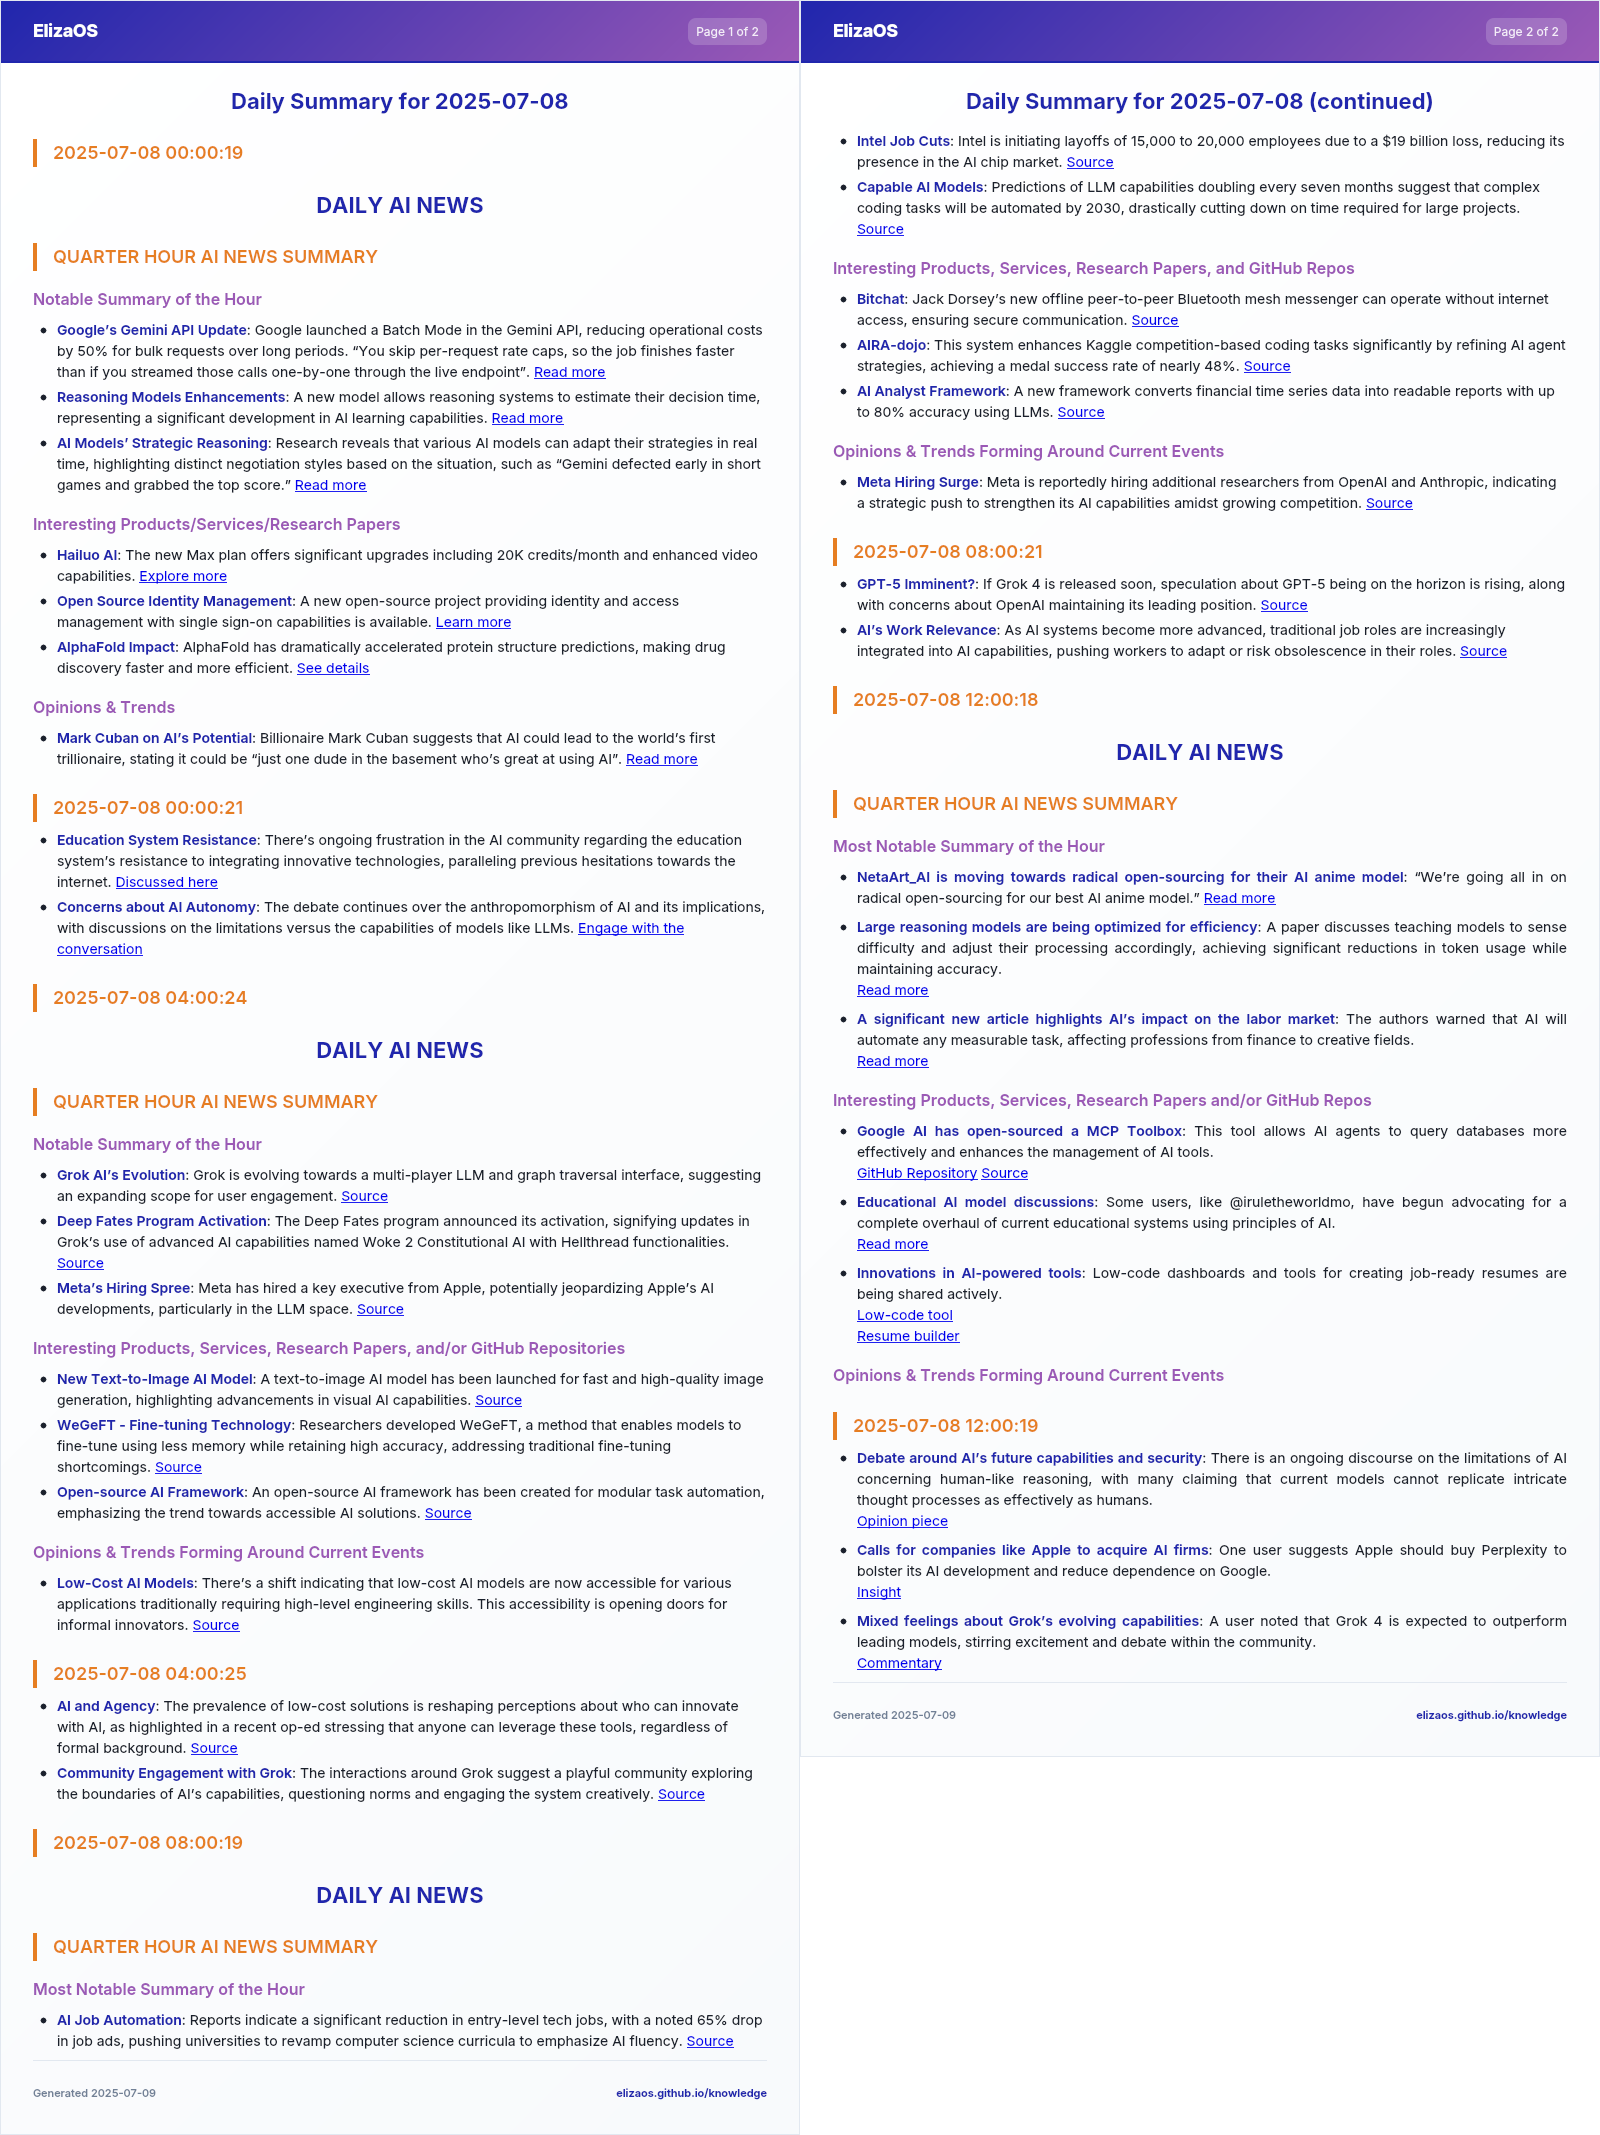 ElizaOS
Page 1 of 2
Daily Summary for 2025-07-08
2025-07-08 00:00:19
DAILY AI NEWS
QUARTER HOUR AI NEWS SUMMARY
Notable Summary of the Hour
Google’s Gemini API Update: Google launched a Batch Mode in the Gemini API, reducing operational costs
by 50% for bulk requests over long periods. “You skip per-request rate caps, so the job finishes faster
than if you streamed those calls one-by-one through the live endpoint”. Read more
Reasoning Models Enhancements: A new model allows reasoning systems to estimate their decision time,
representing a significant development in AI learning capabilities. Read more
AI Models’ Strategic Reasoning: Research reveals that various AI models can adapt their strategies in real
time, highlighting distinct negotiation styles based on the situation, such as “Gemini defected early in short
games and grabbed the top score.” Read more
Interesting Products/Services/Research Papers
Hailuo AI: The new Max plan offers significant upgrades including 20K credits/month and enhanced video
capabilities. Explore more
Open Source Identity Management: A new open-source project providing identity and access
management with single sign-on capabilities is available. Learn more
AlphaFold Impact: AlphaFold has dramatically accelerated protein structure predictions, making drug
discovery faster and more efficient. See details
Opinions & Trends
Mark Cuban on AI’s Potential: Billionaire Mark Cuban suggests that AI could lead to the world’s first
trillionaire, stating it could be “just one dude in the basement who’s great at using AI”. Read more
2025-07-08 00:00:21
Education System Resistance: There’s ongoing frustration in the AI community regarding the education
system’s resistance to integrating innovative technologies, paralleling previous hesitations towards the
internet. Discussed here
Concerns about AI Autonomy: The debate continues over the anthropomorphism of AI and its implications,
with discussions on the limitations versus the capabilities of models like LLMs. Engage with the
conversation
2025-07-08 04:00:24
DAILY AI NEWS
QUARTER HOUR AI NEWS SUMMARY
Notable Summary of the Hour
Grok AI’s Evolution: Grok is evolving towards a multi-player LLM and graph traversal interface, suggesting
an expanding scope for user engagement. Source
Deep Fates Program Activation: The Deep Fates program announced its activation, signifying updates in
Grok’s use of advanced AI capabilities named Woke 2 Constitutional AI with Hellthread functionalities.
Source
Meta’s Hiring Spree: Meta has hired a key executive from Apple, potentially jeopardizing Apple’s AI
developments, particularly in the LLM space. Source
Interesting Products, Services, Research Papers, and/or GitHub Repositories
New Text-to-Image AI Model: A text-to-image AI model has been launched for fast and high-quality image
generation, highlighting advancements in visual AI capabilities. Source
WeGeFT - Fine-tuning Technology: Researchers developed WeGeFT, a method that enables models to
fine-tune using less memory while retaining high accuracy, addressing traditional fine-tuning
shortcomings. Source
Open-source AI Framework: An open-source AI framework has been created for modular task automation,
emphasizing the trend towards accessible AI solutions. Source
Opinions & Trends Forming Around Current Events
Low-Cost AI Models: There’s a shift indicating that low-cost AI models are now accessible for various
applications traditionally requiring high-level engineering skills. This accessibility is opening doors for
informal innovators. Source
2025-07-08 04:00:25
AI and Agency: The prevalence of low-cost solutions is reshaping perceptions about who can innovate
with AI, as highlighted in a recent op-ed stressing that anyone can leverage these tools, regardless of
formal background. Source
Community Engagement with Grok: The interactions around Grok suggest a playful community exploring
the boundaries of AI’s capabilities, questioning norms and engaging the system creatively. Source
2025-07-08 08:00:19
DAILY AI NEWS
QUARTER HOUR AI NEWS SUMMARY
Most Notable Summary of the Hour
AI Job Automation: Reports indicate a significant reduction in entry-level tech jobs, with a noted 65% drop
in job ads, pushing universities to revamp computer science curricula to emphasize AI fluency. Source
Generated 2025-07-09
elizaos.github.io/knowledge
ElizaOS
Page 2 of 2
Daily Summary for 2025-07-08 (continued)
Intel Job Cuts: Intel is initiating layoffs of 15,000 to 20,000 employees due to a $19 billion loss, reducing its
presence in the AI chip market. Source
Capable AI Models: Predictions of LLM capabilities doubling every seven months suggest that complex
coding tasks will be automated by 2030, drastically cutting down on time required for large projects.
Source
Interesting Products, Services, Research Papers, and GitHub Repos
Bitchat: Jack Dorsey’s new offline peer-to-peer Bluetooth mesh messenger can operate without internet
access, ensuring secure communication. Source
AIRA-dojo: This system enhances Kaggle competition-based coding tasks significantly by refining AI agent
strategies, achieving a medal success rate of nearly 48%. Source
AI Analyst Framework: A new framework converts financial time series data into readable reports with up
to 80% accuracy using LLMs. Source
Opinions & Trends Forming Around Current Events
Meta Hiring Surge: Meta is reportedly hiring additional researchers from OpenAI and Anthropic, indicating
a strategic push to strengthen its AI capabilities amidst growing competition. Source
2025-07-08 08:00:21
GPT-5 Imminent?: If Grok 4 is released soon, speculation about GPT-5 being on the horizon is rising, along
with concerns about OpenAI maintaining its leading position. Source
AI’s Work Relevance: As AI systems become more advanced, traditional job roles are increasingly
integrated into AI capabilities, pushing workers to adapt or risk obsolescence in their roles. Source
2025-07-08 12:00:18
DAILY AI NEWS
QUARTER HOUR AI NEWS SUMMARY
Most Notable Summary of the Hour
NetaArt_AI is moving towards radical open-sourcing for their AI anime model: “We’re going all in on
radical open-sourcing for our best AI anime model.” Read more
Large reasoning models are being optimized for efficiency: A paper discusses teaching models to sense
difficulty and adjust their processing accordingly, achieving significant reductions in token usage while
maintaining accuracy.
Read more
A significant new article highlights AI’s impact on the labor market: The authors warned that AI will
automate any measurable task, affecting professions from finance to creative fields.
Read more
Interesting Products, Services, Research Papers and/or GitHub Repos
Google AI has open-sourced a MCP Toolbox: This tool allows AI agents to query databases more
effectively and enhances the management of AI tools.
GitHub Repository Source
Educational AI model discussions: Some users, like @iruletheworldmo, have begun advocating for a
complete overhaul of current educational systems using principles of AI.
Read more
Innovations in AI-powered tools: Low-code dashboards and tools for creating job-ready resumes are
being shared actively.
Low-code tool
Resume builder
Opinions & Trends Forming Around Current Events
2025-07-08 12:00:19
Debate around AI’s future capabilities and security: There is an ongoing discourse on the limitations of AI
concerning human-like reasoning, with many claiming that current models cannot replicate intricate
thought processes as effectively as humans.
Opinion piece
Calls for companies like Apple to acquire AI firms: One user suggests Apple should buy Perplexity to
bolster its AI development and reduce dependence on Google.
Insight
Mixed feelings about Grok’s evolving capabilities: A user noted that Grok 4 is expected to outperform
leading models, stirring excitement and debate within the community.
Commentary
Generated 2025-07-09
elizaos.github.io/knowledge